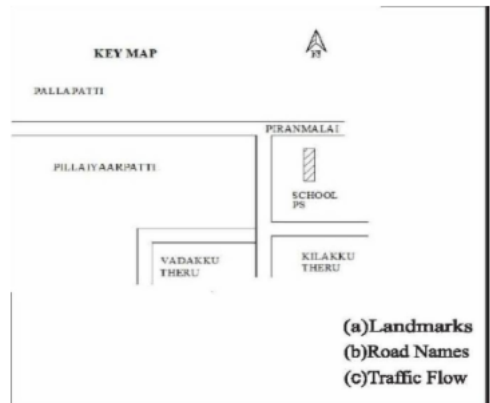 KEY MAP
PALLAPATTI
PIRANMALAI
PILLAIYAARPATTI
SCHOOL
PS
VADAKKU
THERU
KILAKKU
THERU
(a)Landmarks
(b)Road Names
(c)Traffic Flow